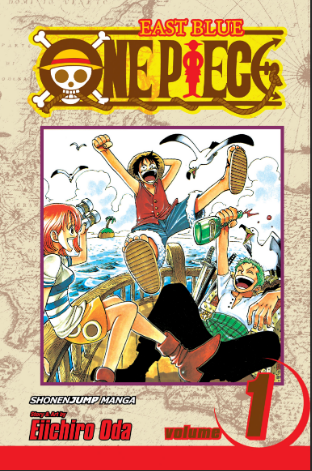 EAST BLUE
ONE PIECE
SHONEN JUMP MANGA
Story & Art by
Eiichiro Oda
volume 1